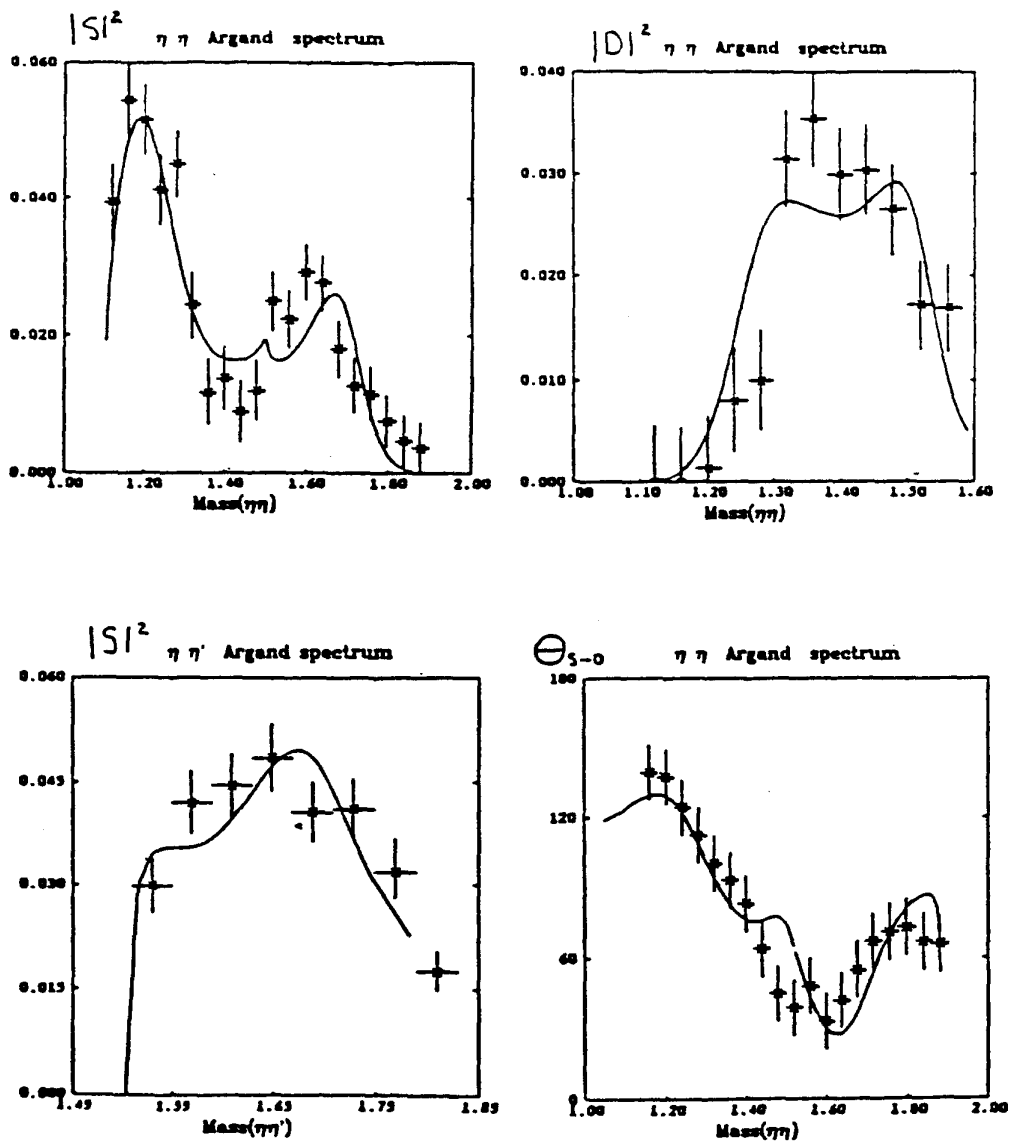 |S|² η η Argand spectrum
0.060
0.040
0.020
0.000
1.00 1.20 1.40 1.60 1.80 2.00
Mass(ηη)
|D|² η η Argand spectrum
0.040
0.030
0.020
0.010
0.000
1.00 1.10 1.20 1.30 1.40 1.50 1.60
Mass(ηη)
|S|² η η' Argand spectrum
0.060
0.045
0.030
0.015
0.000
1.49 1.55 1.65 1.75 1.85
Mass(ηη')
Θ S-D η η Argand spectrum
180
120
60
0
1.00 1.20 1.40 1.60 1.80 2.00
Mass(ηη)